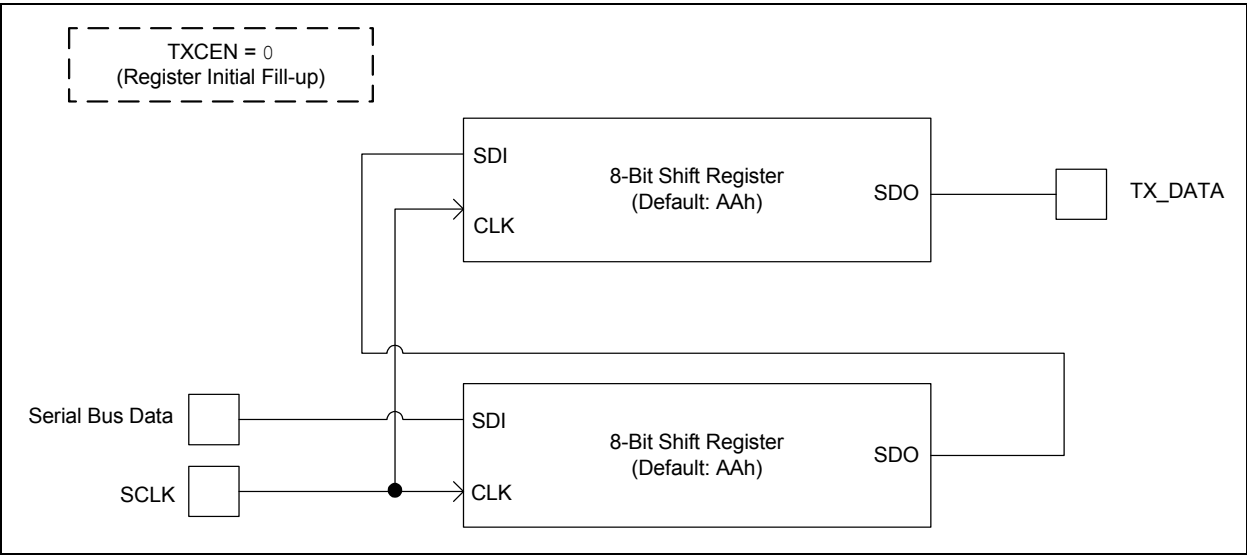 TXCEN = 0
(Register Initial Fill-up)
SDI
8-Bit Shift Register
(Default: AAh)
SDO
TX_DATA
CLK
Serial Bus Data
SDI
8-Bit Shift Register
(Default: AAh)
SDO
SCLK
CLK